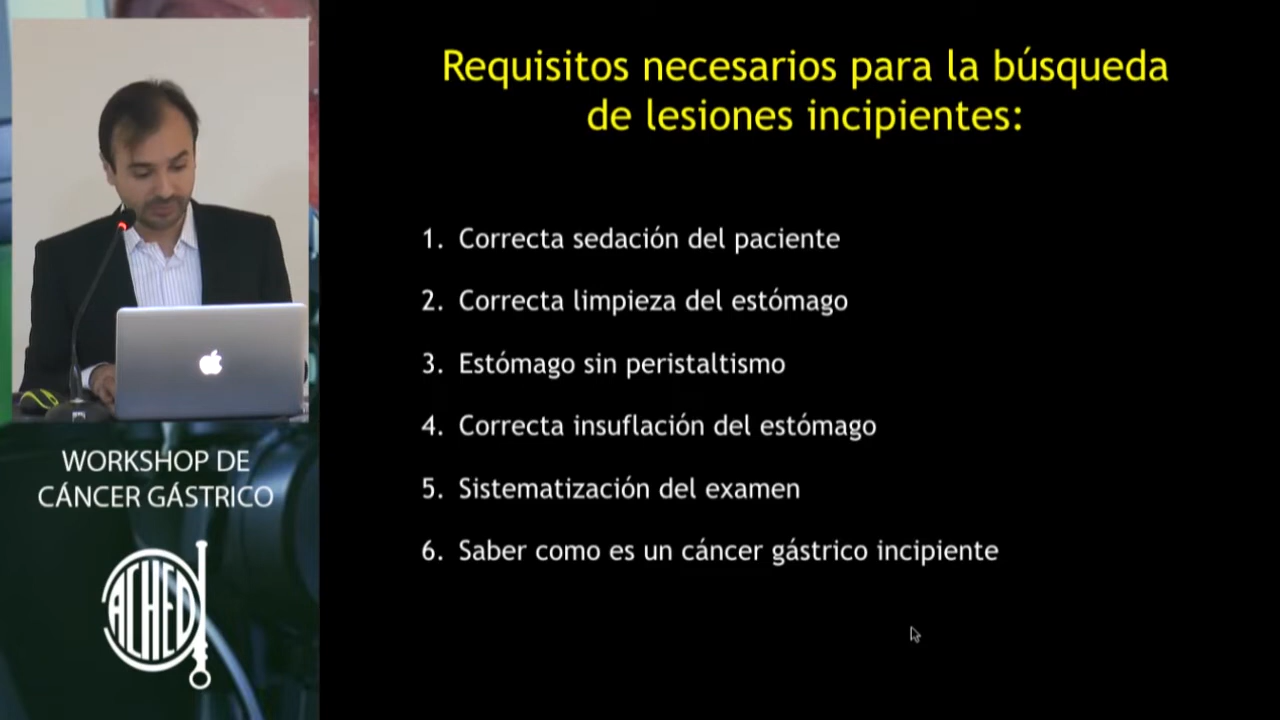 Requisitos necesarios para la búsqueda
de lesiones incipientes:
1. Correcta sedación del paciente
2. Correcta limpieza del estómago
3. Estómago sin peristaltismo
4. Correcta insuflación del estómago
5. Sistematización del examen
6. Saber como es un cáncer gástrico incipiente
WORKSHOP DE
CÁNCER GÁSTRICO
ACHED